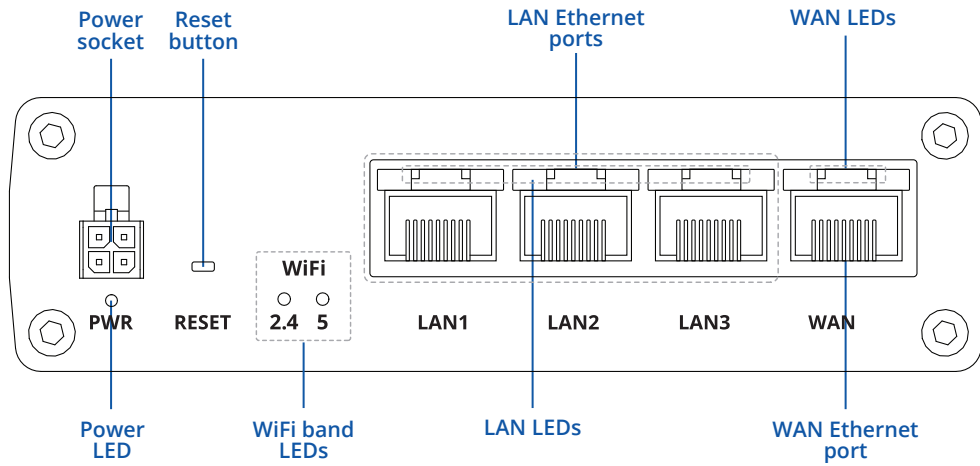 Power
socket
Reset
button
LAN Ethernet
ports
WAN LEDs
WiFi
2.4 5
PWR
RESET
LAN1
LAN2
LAN3
WAN
Power
LED
WiFi band
LEDs
LAN LEDs
WAN Ethernet
port